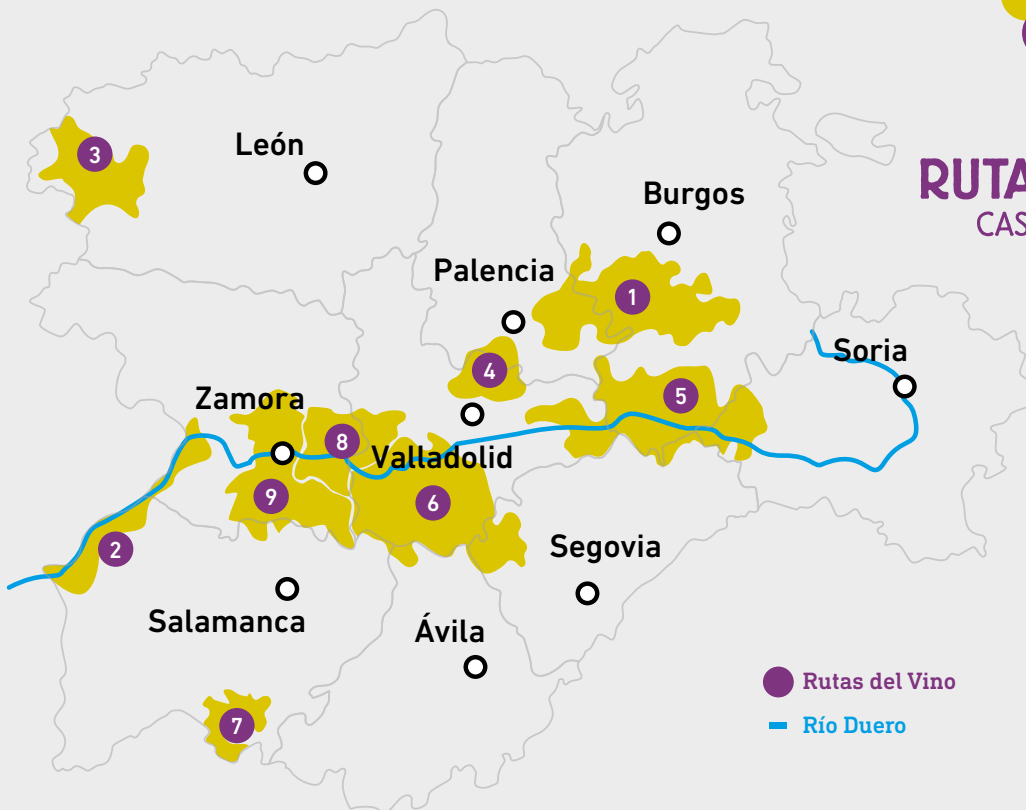 3
León
Burgos
RUTA
CAS
Palencia
1
Soria
4
5
Zamora
8
Valladolid
9
6
2
Segovia
Salamanca
Ávila
Rutas del Vino
7
Río Duero